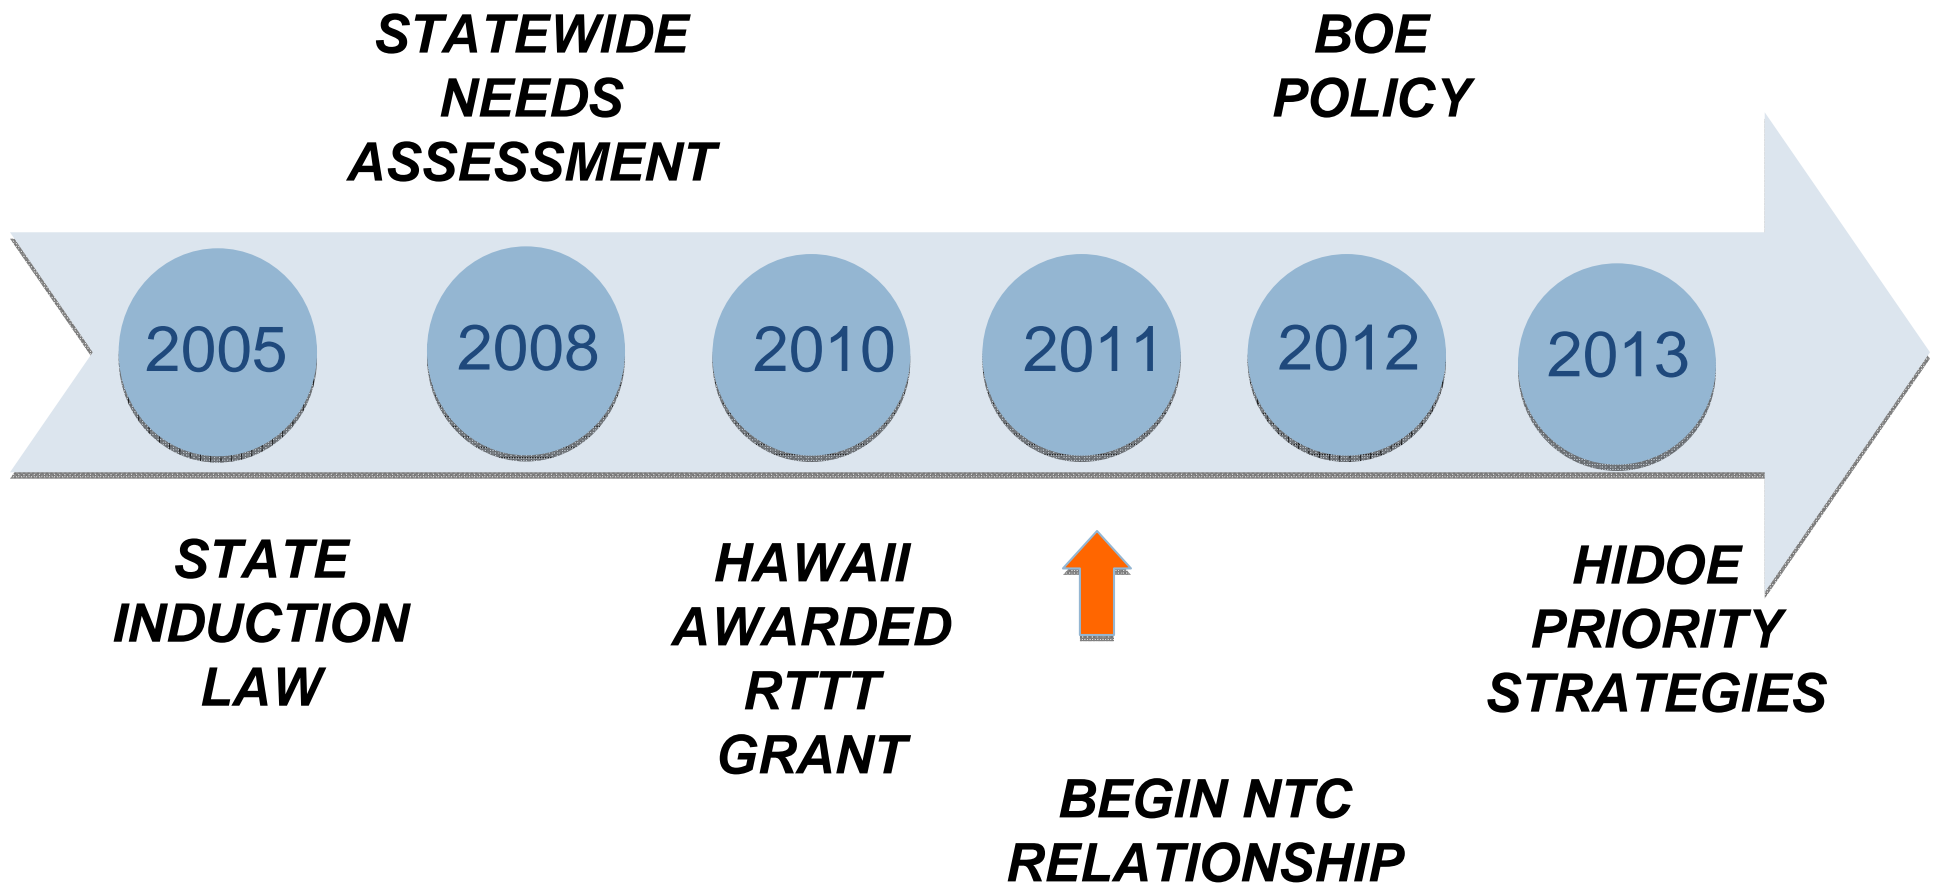 STATEWIDE
NEEDS
ASSESSMENT
BOE
POLICY
2005
2008
2010
2011
2012
2013
STATE
INDUCTION
LAW
HAWAII
AWARDED
RTTT
GRANT
BEGIN NTC
RELATIONSHIP
HIDOE
PRIORITY
STRATEGIES